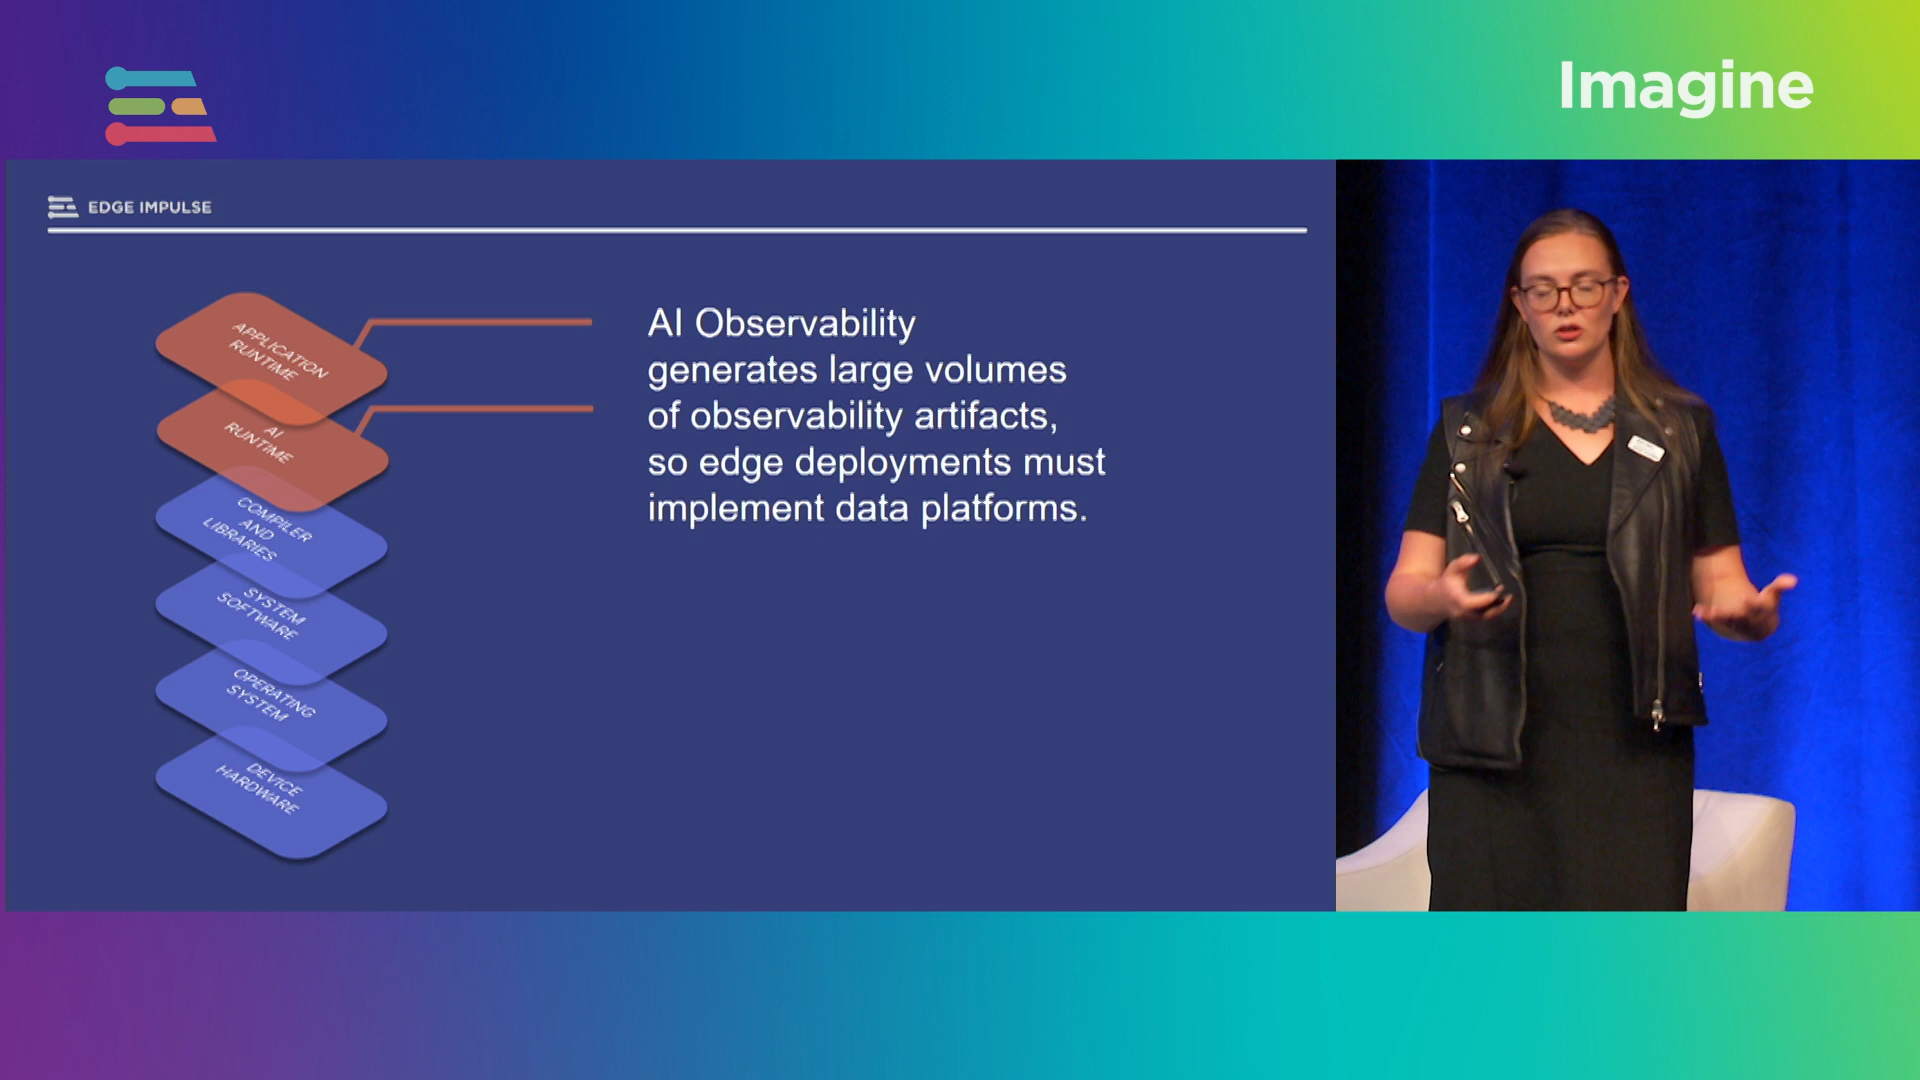 Imagine
EDGE IMPULSE
APPLICATION
RUNTIME
AI
RUNTIME
COMPILER
AND
LIBRARIES
SYSTEM
SOFTWARE
OPERATING
SYSTEM
DEVICE
HARDWARE
AI Observability
generates large volumes
of observability artifacts,
so edge deployments must
implement data platforms.